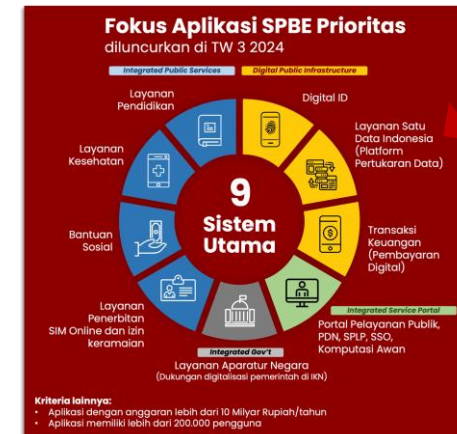 Fokus Aplikasi SPBE Prioritas
diluncurkan di TW 3 2024
Integrated Public Services
Digital Public Infrastructure
Layanan
Pendidikan
Digital ID
Layanan Satu
Data Indonesia
(Platform
Pertukaran Data)
Layanan
Kesehatan
9
Sistem
Utama
Bantuan
Sosial
Transaksi
Keuangan
(Pembayaran
Digital)
Layanan
Penerbitan
SIM Online dan izin
keramaian
Integrated Service Portal
Portal Pelayanan Publik,
PDN, SPLP, SSO,
Komputasi Awan
Integrated Gov't
Layanan Aparatur Negara
(Dukungan digitalisasi pemerintah di IKN)
Kriteria lainnya:
• Aplikasi dengan anggaran lebih dari 10 Milyar Rupiah/tahun
• Aplikasi memiliki lebih dari 200.000 pengguna